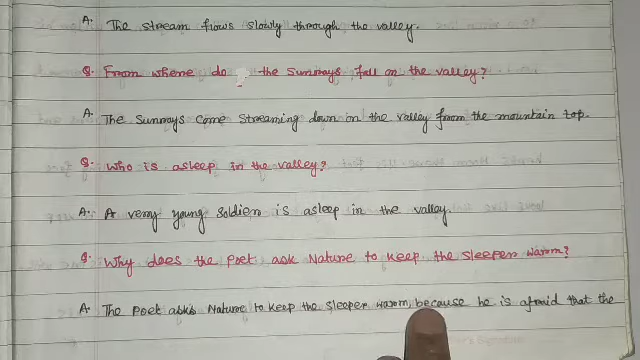 A. The stream flows slowly through the valley.
Q. From where do the sunrays fall on the valley?
A. The sunrays come streaming down on the valley from the mountain top.
Q. Who is asleep in the valley?
A. A very young soldier is asleep in the valley.
Q. Why does the poet ask Nature to keep the sleeper warm?
A. The poet asks Nature to keep the sleeper warm, because he is afraid that the